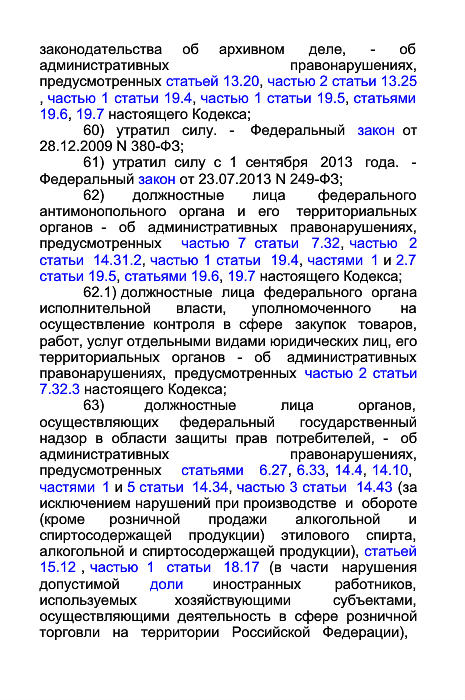 законодательства об архивном деле, - об
административных правонарушениях,
предусмотренных статьей 13.20, частью 2 статьи 13.25
, частью 1 статьи 19.4, частью 1 статьи 19.5, статьями
19.6, 19.7 настоящего Кодекса;
60) утратил силу. - Федеральный закон от
28.12.2009 N 380-ФЗ;
61) утратил силу с 1 сентября 2013 года. -
Федеральный закон от 23.07.2013 N 249-ФЗ;
62) должностные лица федерального
антимонопольного органа и его территориальных
органов - об административных правонарушениях,
предусмотренных частью 7 статьи 7.32, частью 2
статьи 14.31.2, частью 1 статьи 19.4, частями 1 и 2.7
статьи 19.5, статьями 19.6, 19.7 настоящего Кодекса;
62.1) должностные лица федерального органа
исполнительной власти, уполномоченного на
осуществление контроля в сфере закупок товаров,
работ, услуг отдельными видами юридических лиц, его
территориальных органов - об административных
правонарушениях, предусмотренных частью 2 статьи
7.32.3 настоящего Кодекса;
63) должностные лица органов,
осуществляющих федеральный государственный
надзор в области защиты прав потребителей, - об
административных правонарушениях,
предусмотренных статьями 6.27, 6.33, 14.4, 14.10,
частями 1 и 5 статьи 14.34, частью 3 статьи 14.43 (за
исключением нарушений при производстве и обороте
(кроме розничной продажи алкогольной и
спиртосодержащей продукции) этилового спирта,
алкогольной и спиртосодержащей продукции), статьей
15.12 , частью 1 статьи 18.17 (в части нарушения
допустимой доли иностранных работников,
используемых хозяйствующими субъектами,
осуществляющими деятельность в сфере розничной
торговли на территории Российской Федерации),